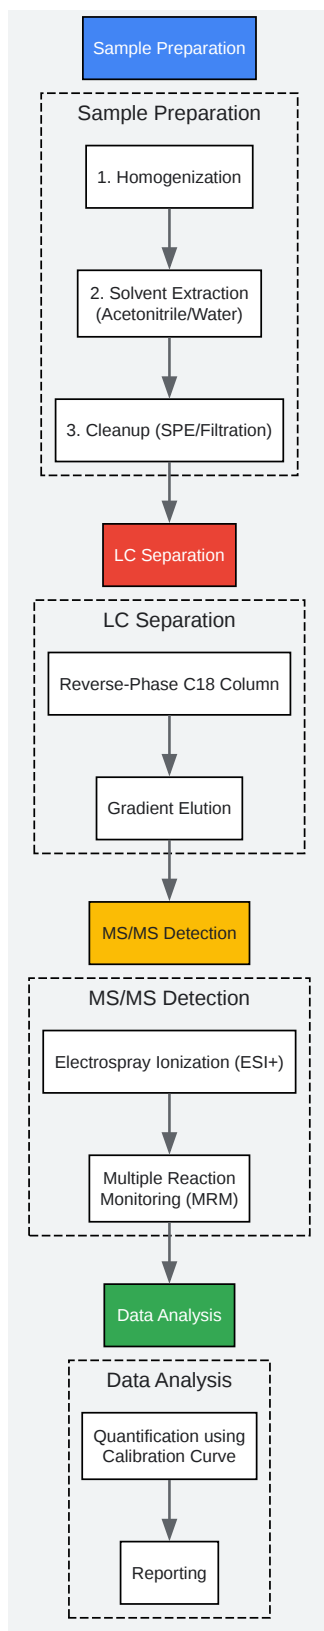 Sample Preparation
Sample Preparation
1. Homogenization
2. Solvent Extraction
(Acetonitrile/Water)
3. Cleanup (SPE/Filtration)
LC Separation
LC Separation
Reverse-Phase C18 Column
Gradient Elution
MS/MS Detection
MS/MS Detection
Electrospray Ionization (ESI+)
Multiple Reaction
Monitoring (MRM)
Data Analysis
Data Analysis
Quantification using
Calibration Curve
Reporting